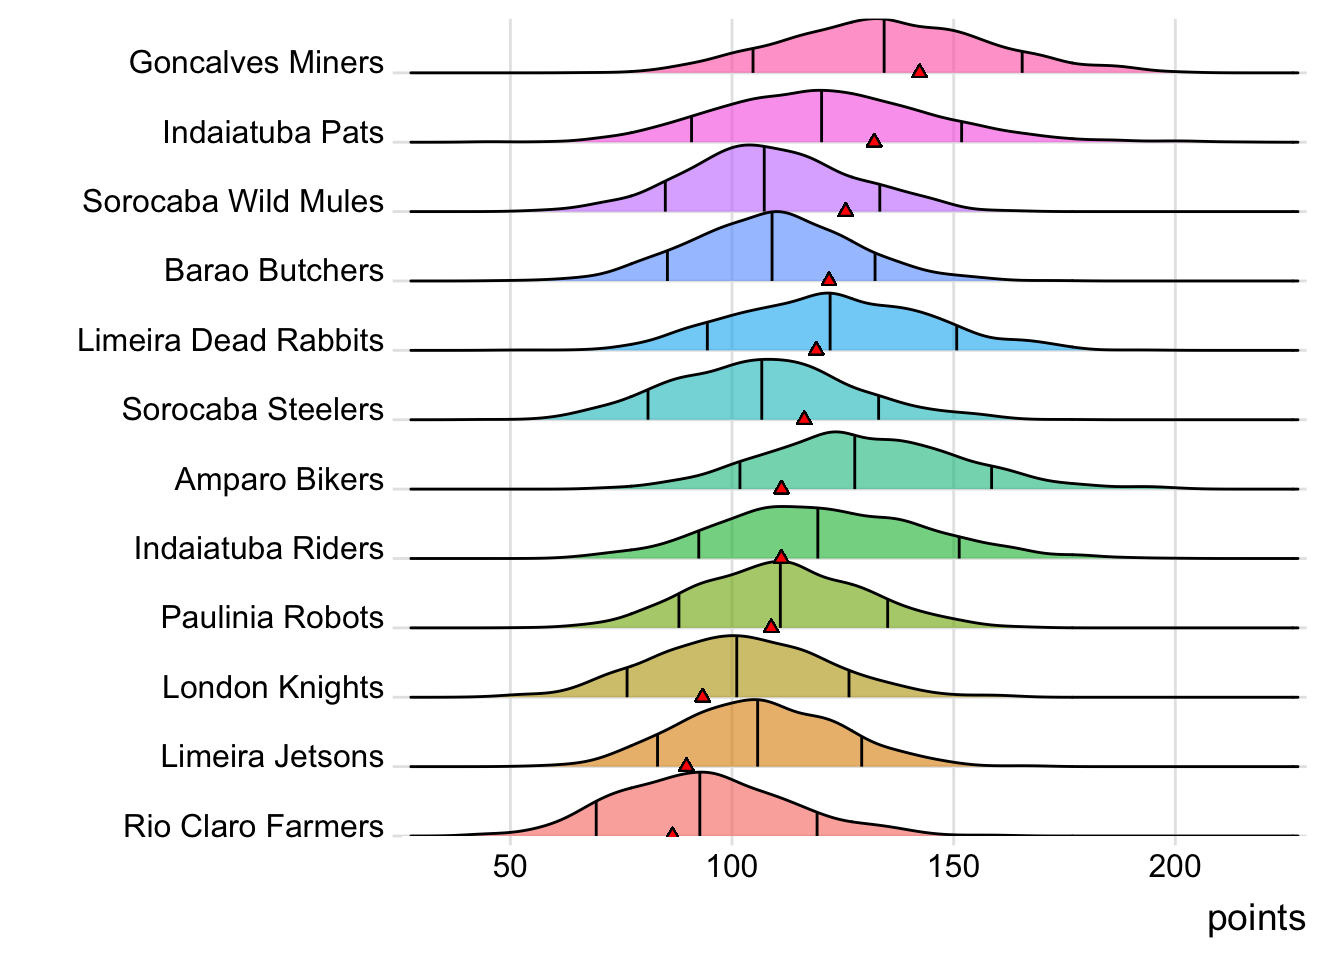 Goncalves Miners
Indaiatuba Pats
Sorocaba Wild Mules
Barao Butchers
Limeira Dead Rabbits
Sorocaba Steelers
Amparo Bikers
Indaiatuba Riders
Paulinia Robots
London Knights
Limeira Jetsons
Rio Claro Farmers
50 100 150 200
points